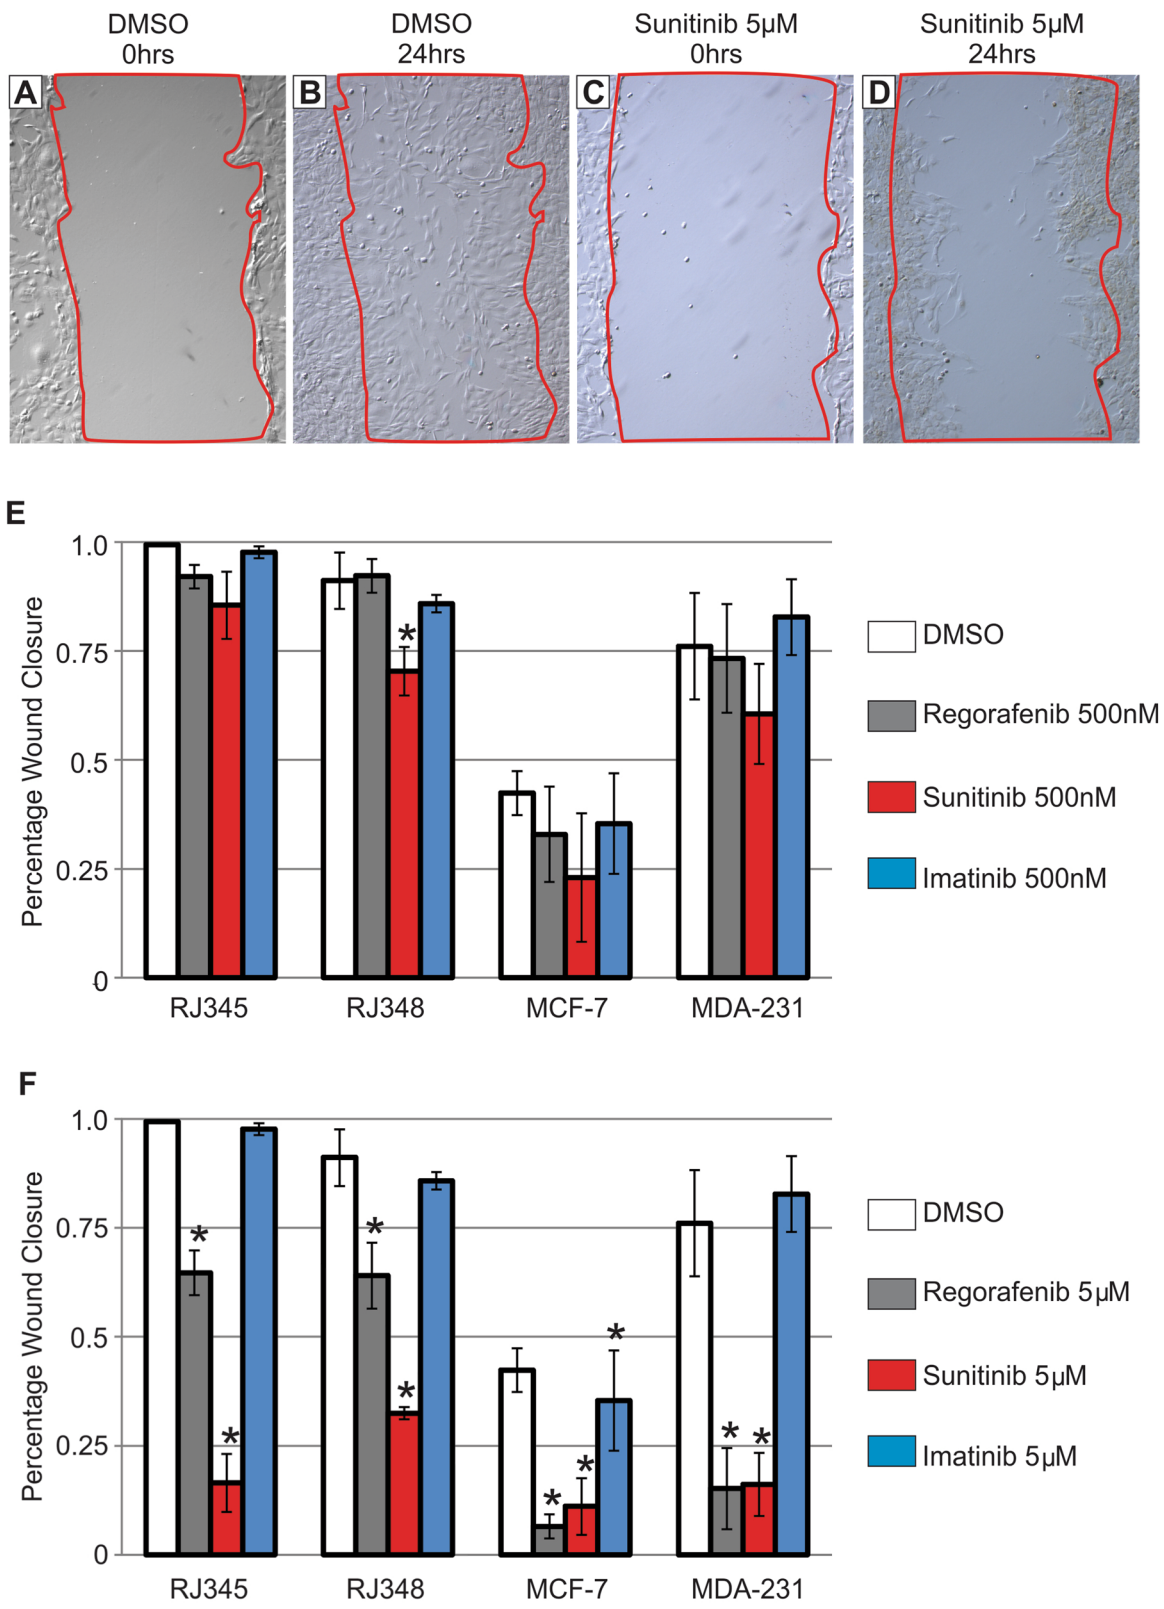 DMSO
0hrs
DMSO
24hrs
Sunitinib 5µM
0hrs
Sunitinib 5µM
24hrs
A
B
C
D
E
Percentage Wound Closure
1.0
0.75
0.5
0.25
0
*
RJ345
RJ348
MCF-7
MDA-231
DMSO
Regorafenib 500nM
Sunitinib 500nM
Imatinib 500nM
F
Percentage Wound Closure
1.0
0.75
0.5
0.25
0
*
*
*
*
*
*
*
*
*
RJ345
RJ348
MCF-7
MDA-231
DMSO
Regorafenib 5µM
Sunitinib 5µM
Imatinib 5µM